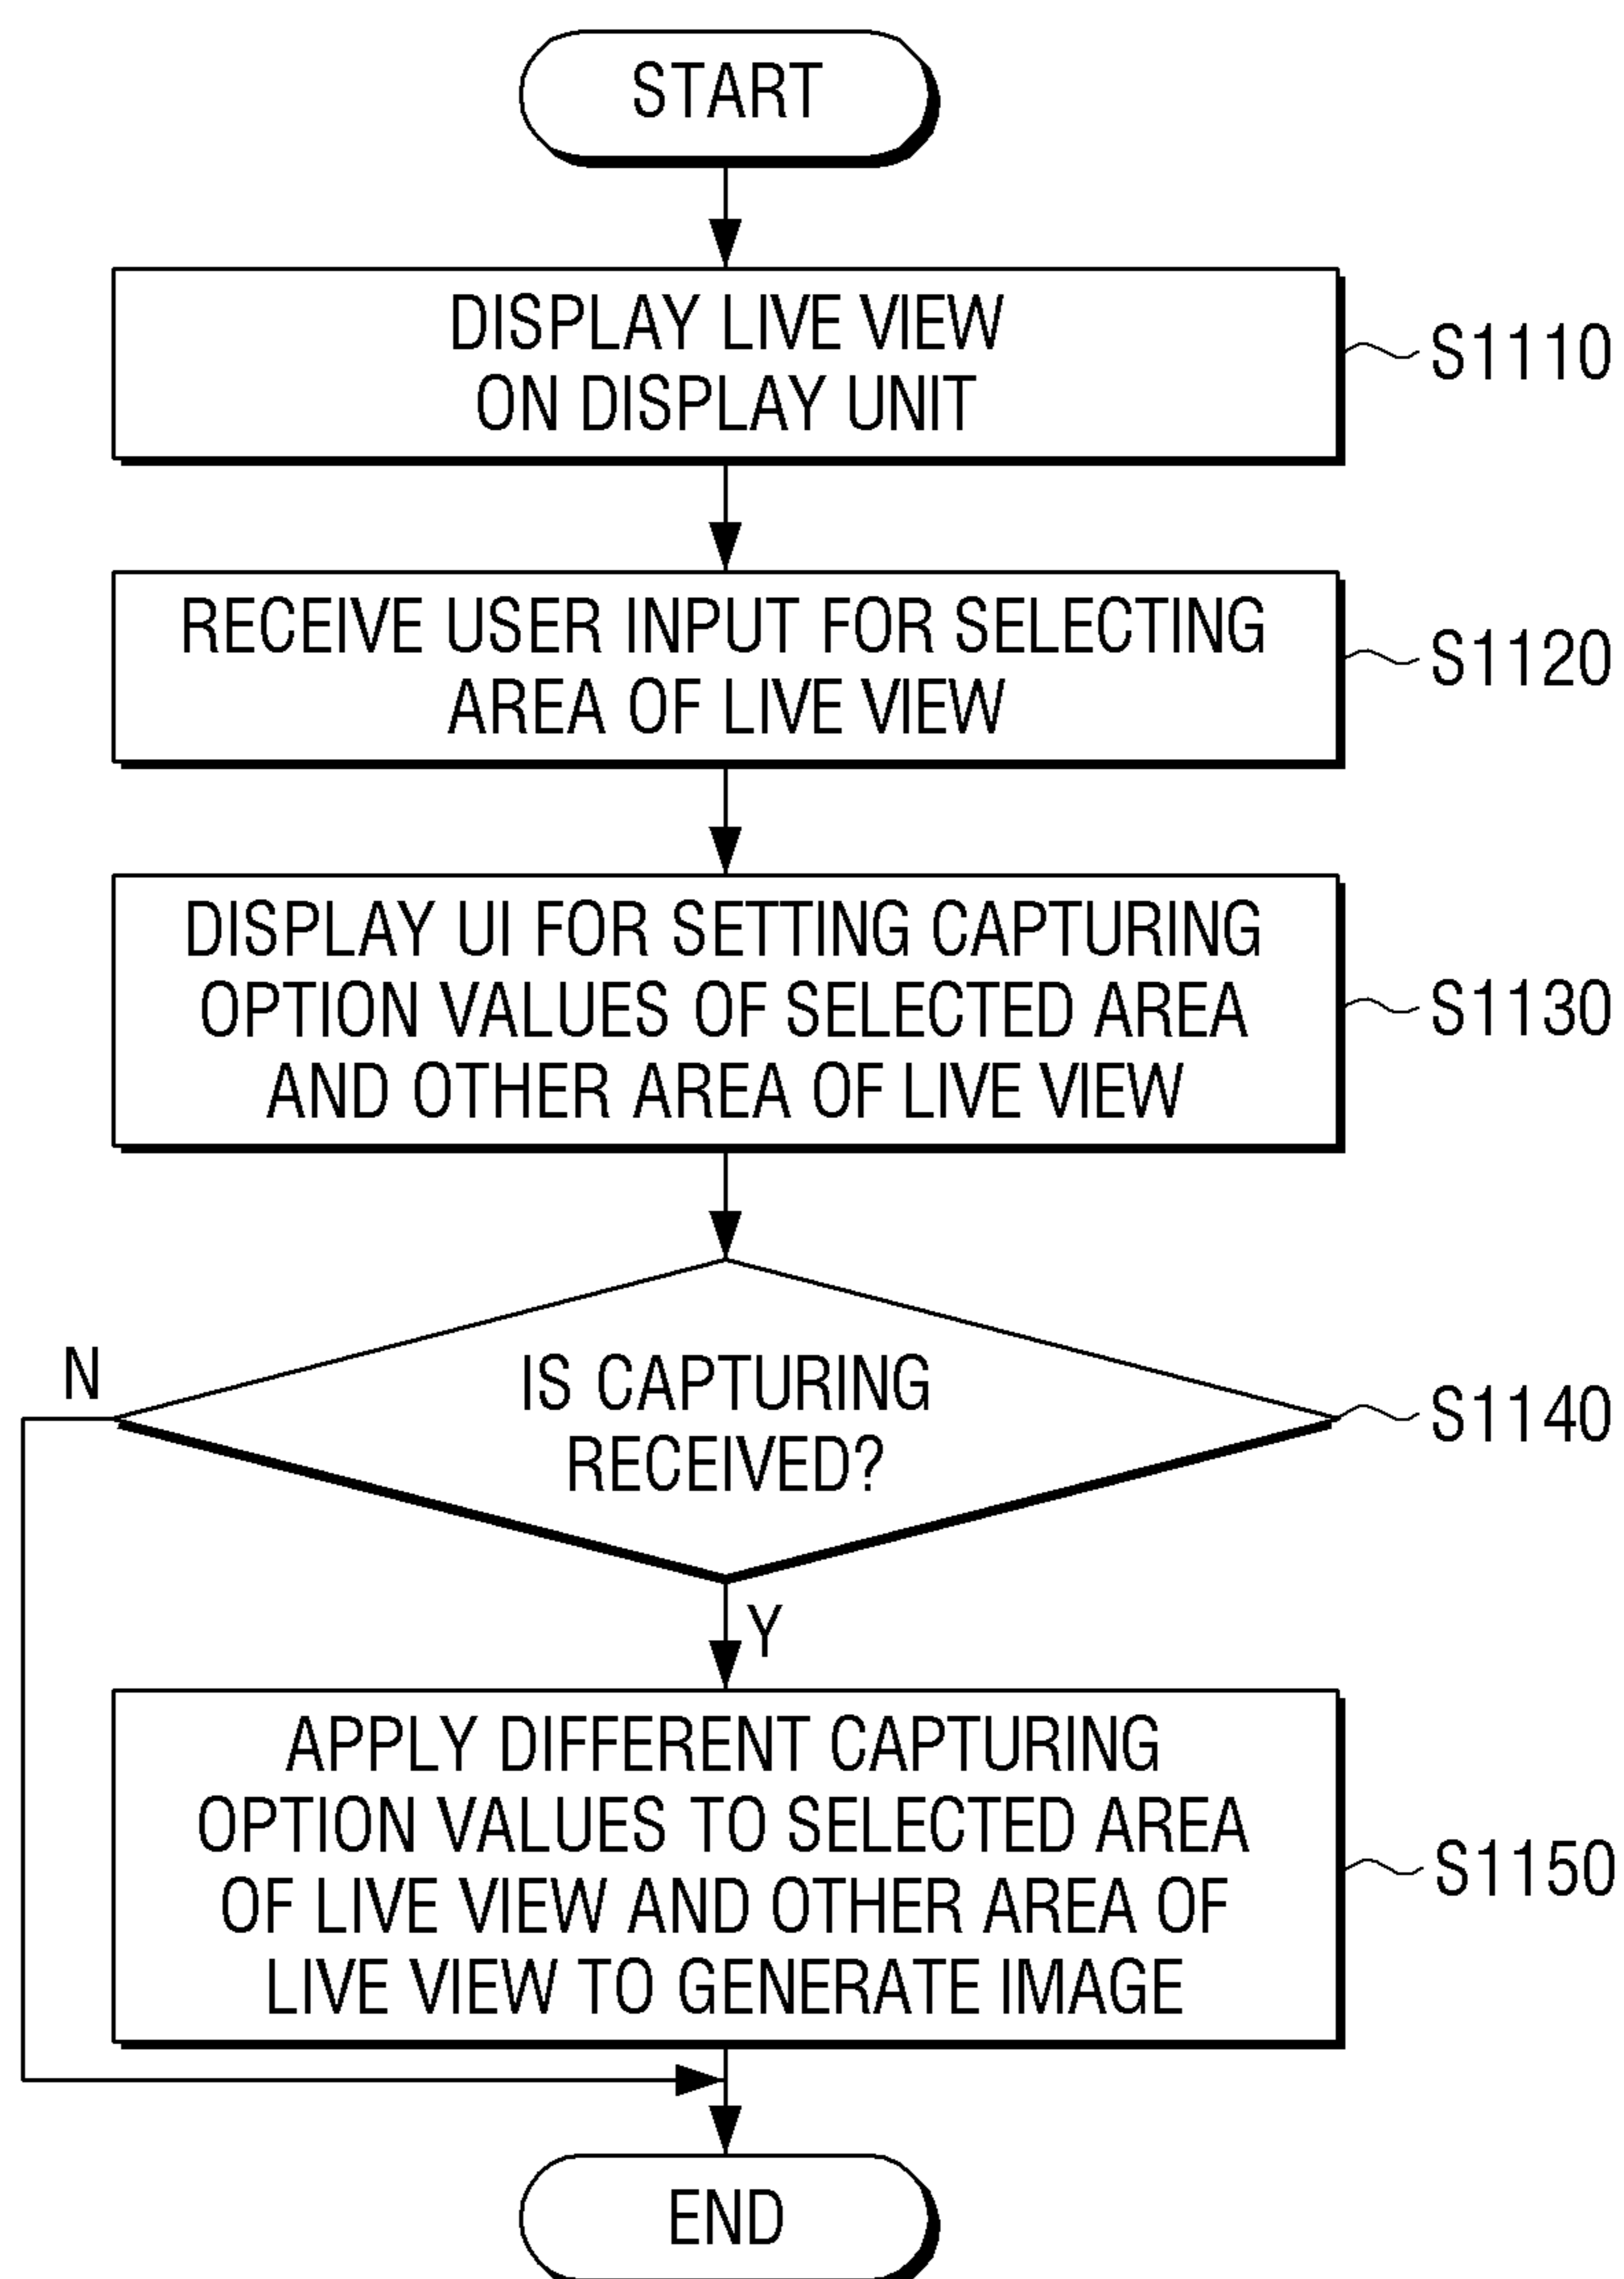 START
DISPLAY LIVE VIEW
ON DISPLAY UNIT
S1110
RECEIVE USER INPUT FOR SELECTING
AREA OF LIVE VIEW
S1120
DISPLAY UI FOR SETTING CAPTURING
OPTION VALUES OF SELECTED AREA
AND OTHER AREA OF LIVE VIEW
S1130
N
IS CAPTURING
RECEIVED?
S1140
Y
APPLY DIFFERENT CAPTURING
OPTION VALUES TO SELECTED AREA
OF LIVE VIEW AND OTHER AREA OF
LIVE VIEW TO GENERATE IMAGE
S1150
END